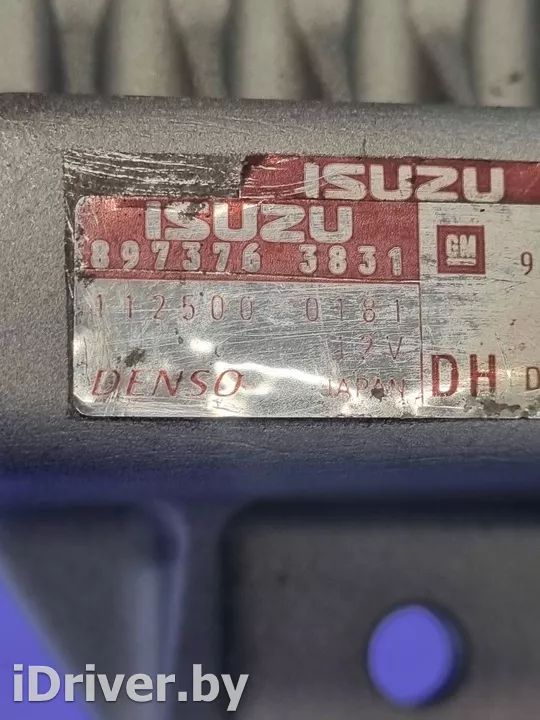 ISUZU
ISUZU
897376 3831
GM 9
112500 0181
12V
DENSO JAPAN DH D
iDriver.by